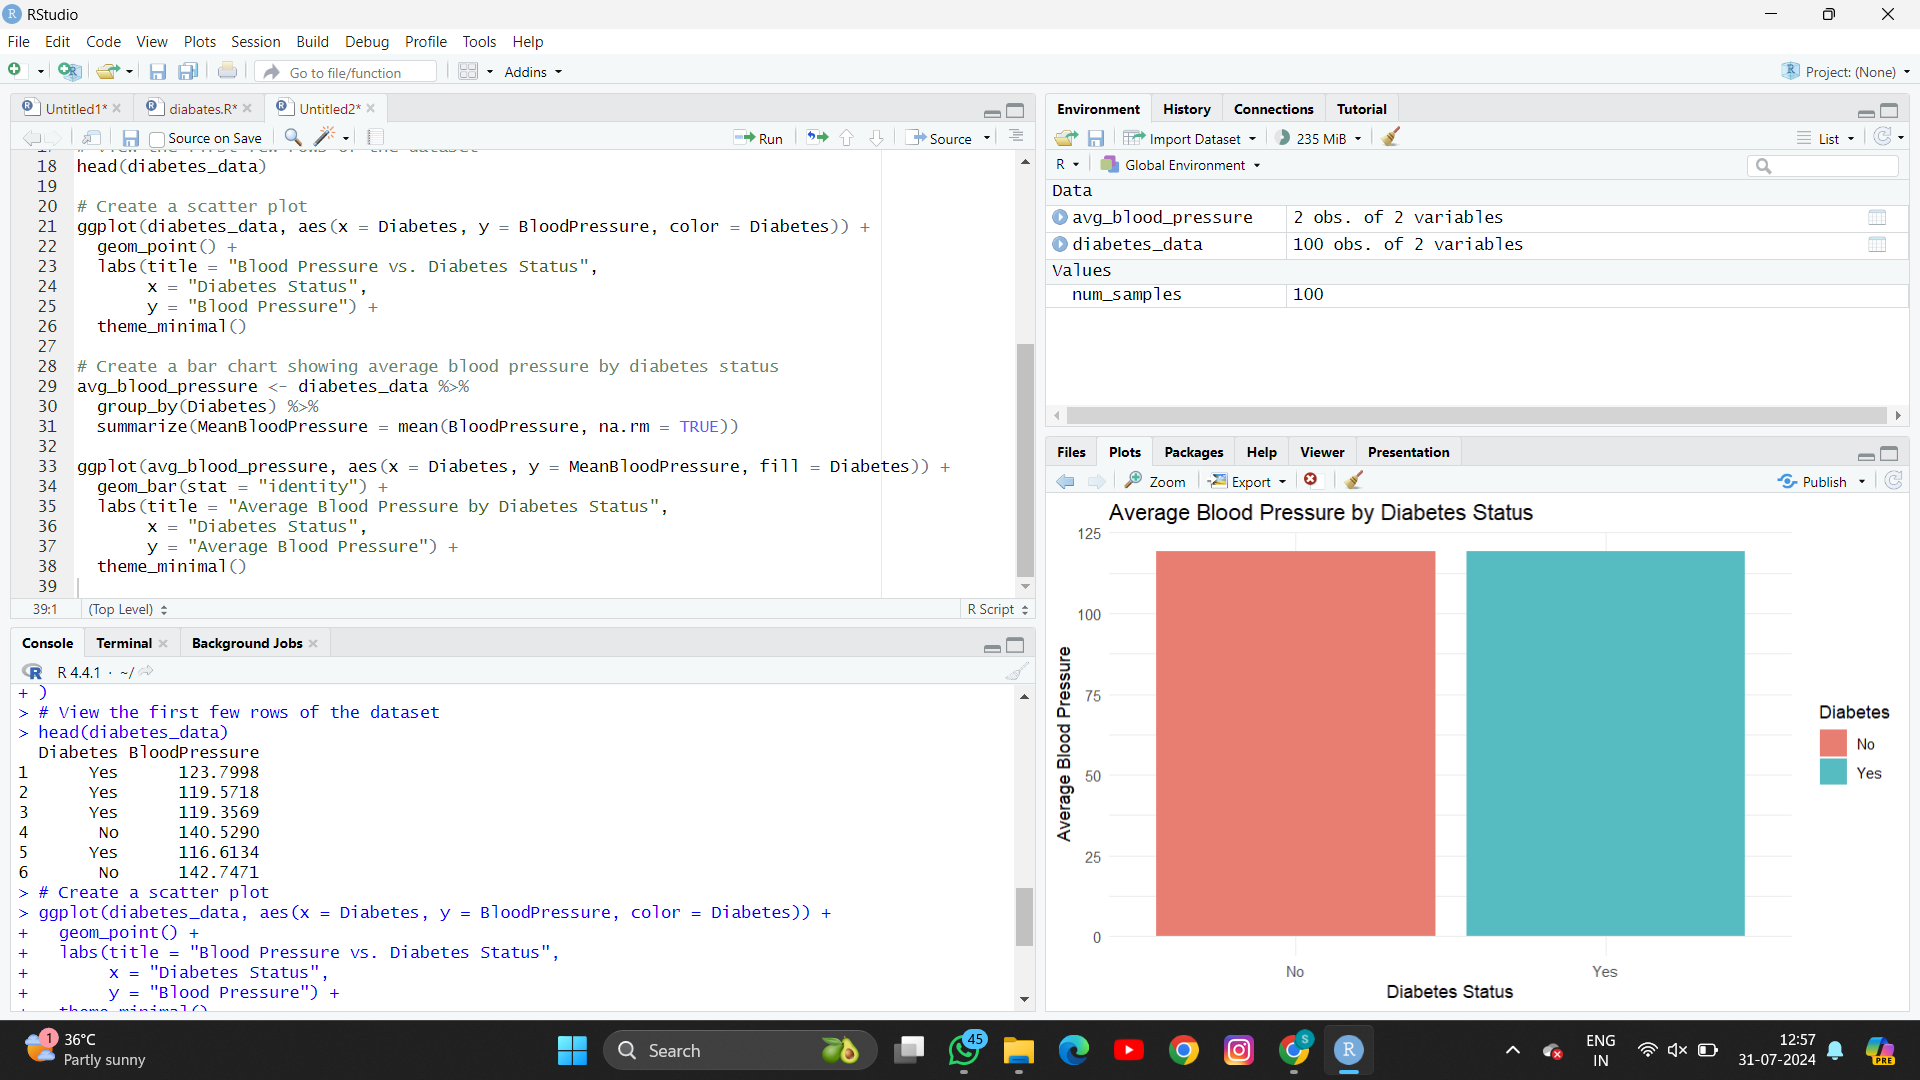 RStudio
File Edit Code View Plots Session Build Debug Profile Tools Help
Go to file/function Addins Project: (None)
Untitled1* diabates.R* Untitled2*
Source on Save Run Source
18 head(diabetes_data)
19
20 # Create a scatter plot
21 ggplot(diabetes_data, aes(x = Diabetes, y = BloodPressure, color = Diabetes)) +
22 geom_point() +
23 labs(title = "Blood Pressure vs. Diabetes Status",
24 x = "Diabetes Status",
25 y = "Blood Pressure") +
26 theme_minimal()
27
28 # Create a bar chart showing average blood pressure by diabetes status
29 avg_blood_pressure <- diabetes_data %>%
30 group_by(Diabetes) %>%
31 summarize(MeanBloodPressure = mean(BloodPressure, na.rm = TRUE))
32
33 ggplot(avg_blood_pressure, aes(x = Diabetes, y = MeanBloodPressure, fill = Diabetes)) +
34 geom_bar(stat = "identity") +
35 labs(title = "Average Blood Pressure by Diabetes Status",
36 x = "Diabetes Status",
37 y = "Average Blood Pressure") +
38 theme_minimal()
39
39:1 (Top Level) R Script
Console Terminal Background Jobs
R 4.4.1 · ~/
+ )
> # View the first few rows of the dataset
> head(diabetes_data)
Diabetes BloodPressure
1 Yes 123.7998
2 Yes 119.5718
3 Yes 119.3569
4 No 140.5290
5 Yes 116.6134
6 No 142.7471
> # Create a scatter plot
> ggplot(diabetes_data, aes(x = Diabetes, y = BloodPressure, color = Diabetes)) +
+ geom_point() +
+ labs(title = "Blood Pressure vs. Diabetes Status",
+ x = "Diabetes Status",
+ y = "Blood Pressure") +
Environment History Connections Tutorial
Import Dataset 235 MiB List
R Global Environment
Data
avg_blood_pressure 2 obs. of 2 variables
diabetes_data 100 obs. of 2 variables
Values
num_samples 100
Files Plots Packages Help Viewer Presentation
Zoom Export Publish
Average Blood Pressure by Diabetes Status
125
100
75
50
25
0
Average Blood Pressure
No Yes
Diabetes Status
Diabetes
No
Yes
1 36°C
Partly sunny
Search
45
S
R
PRE
ENG
IN
12:57
31-07-2024